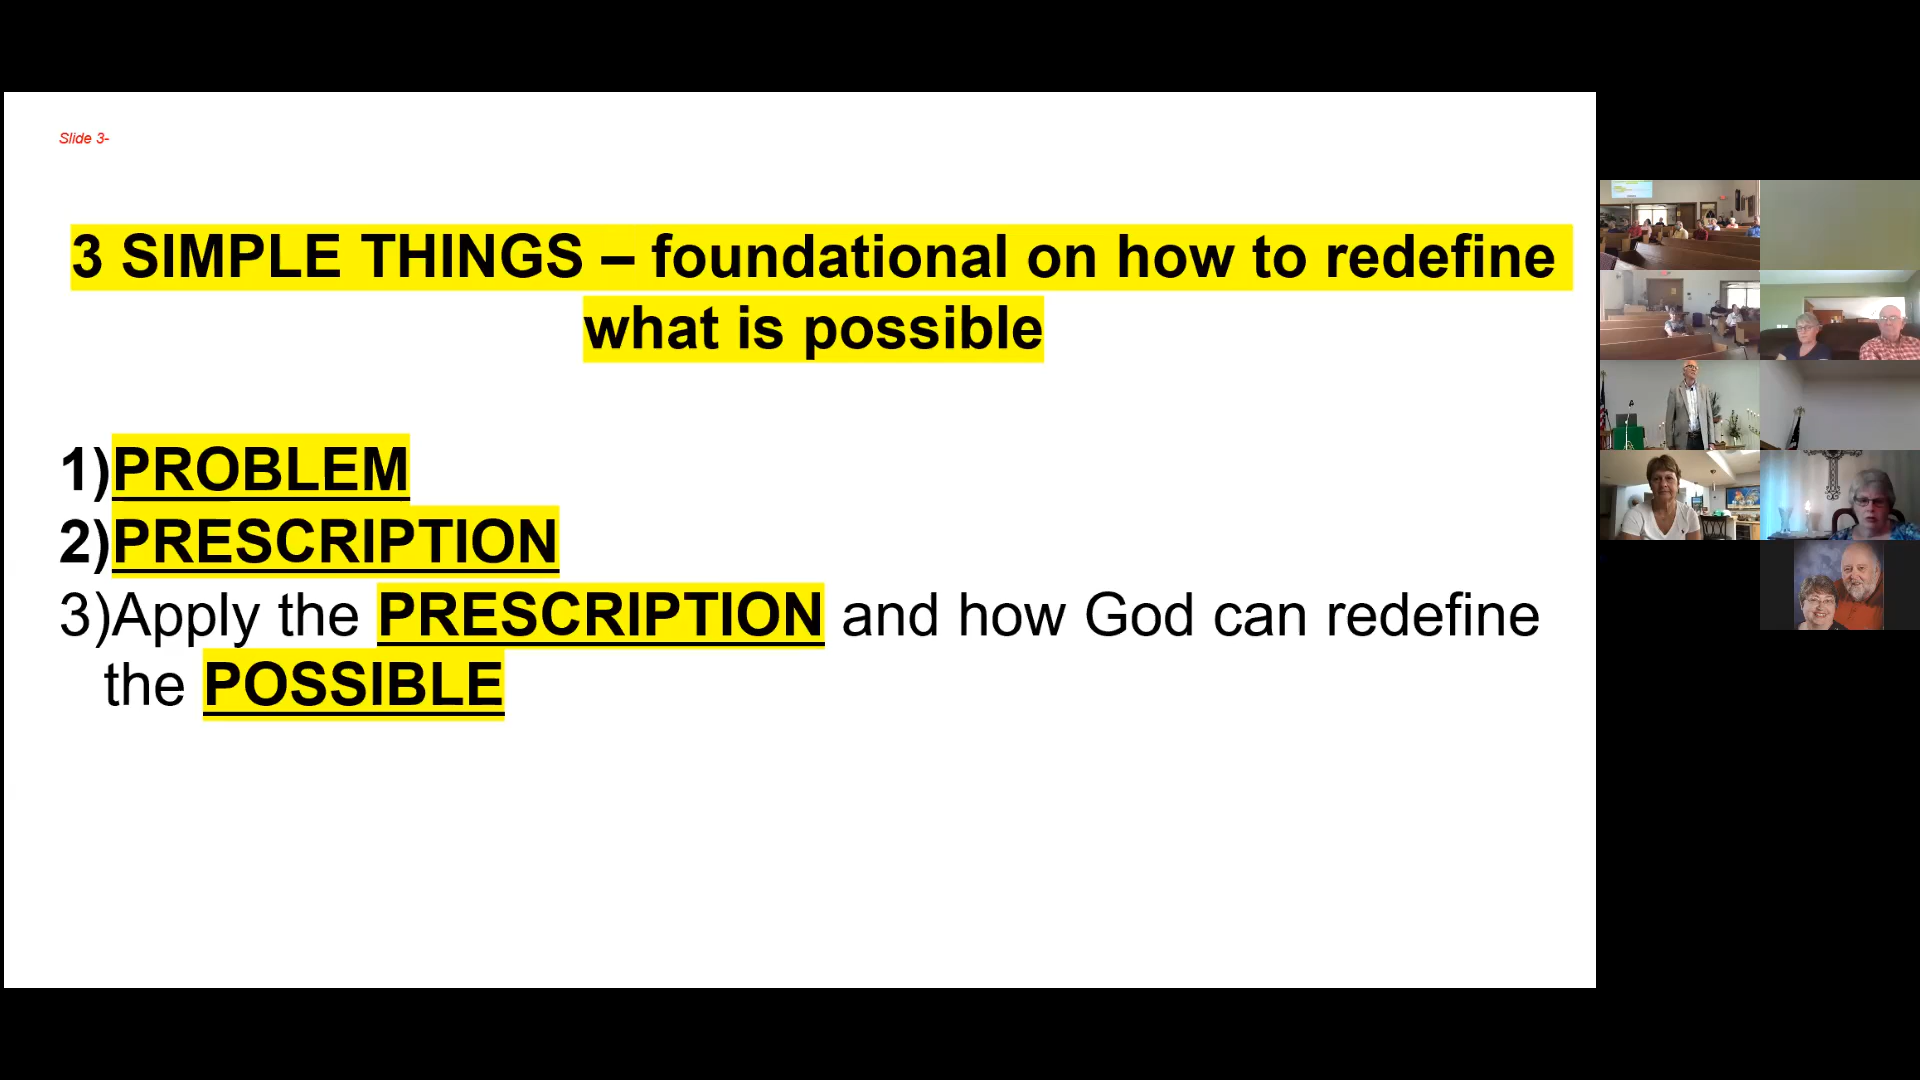 Slide 3-
3 SIMPLE THINGS – foundational on how to redefine
what is possible
1)PROBLEM
2)PRESCRIPTION
3)Apply the PRESCRIPTION and how God can redefine
the POSSIBLE